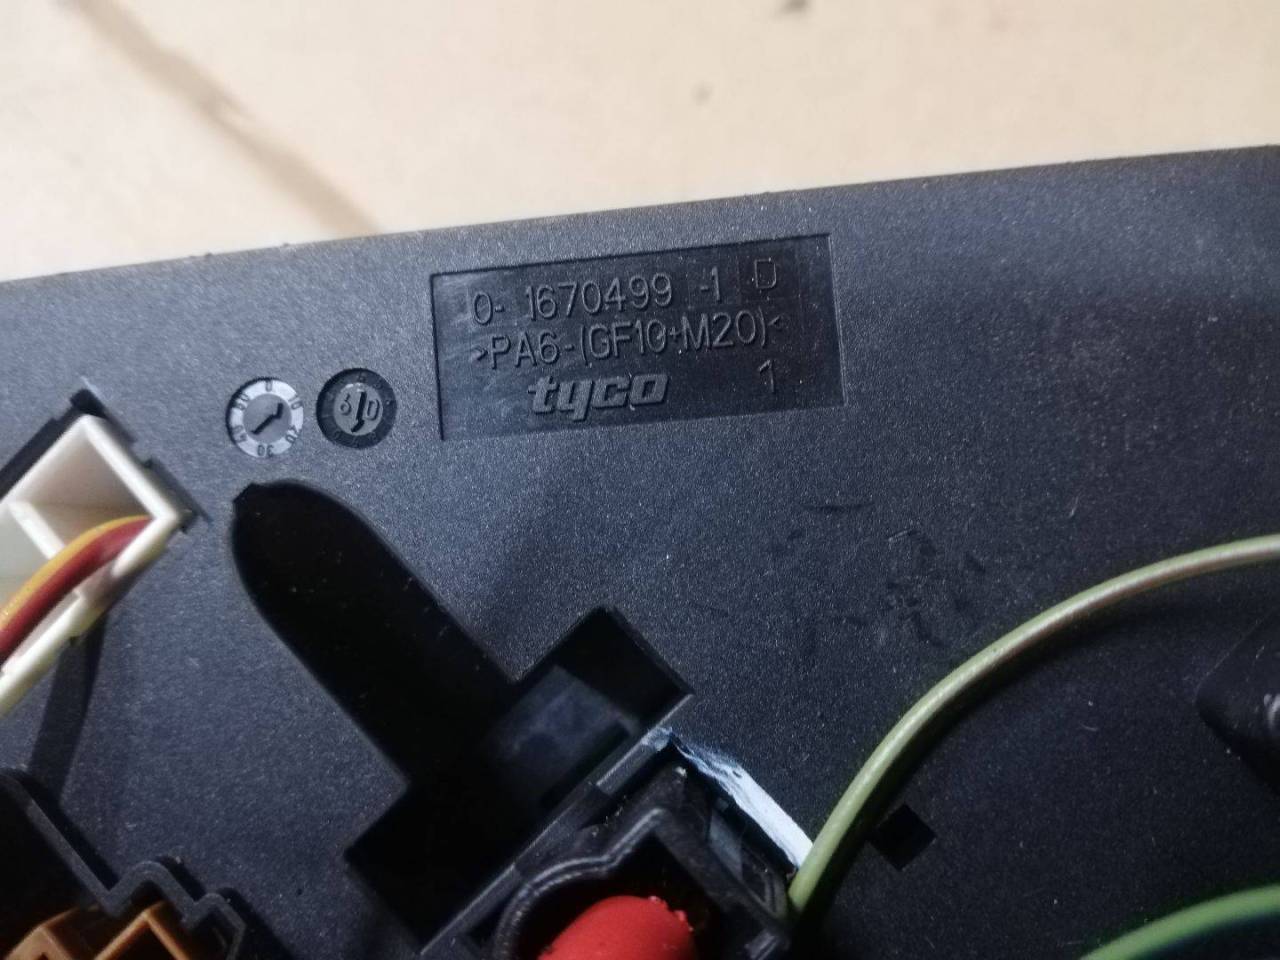 0- 1670499 -1 D
>PA6-(GF10+M20)<
tyco 1